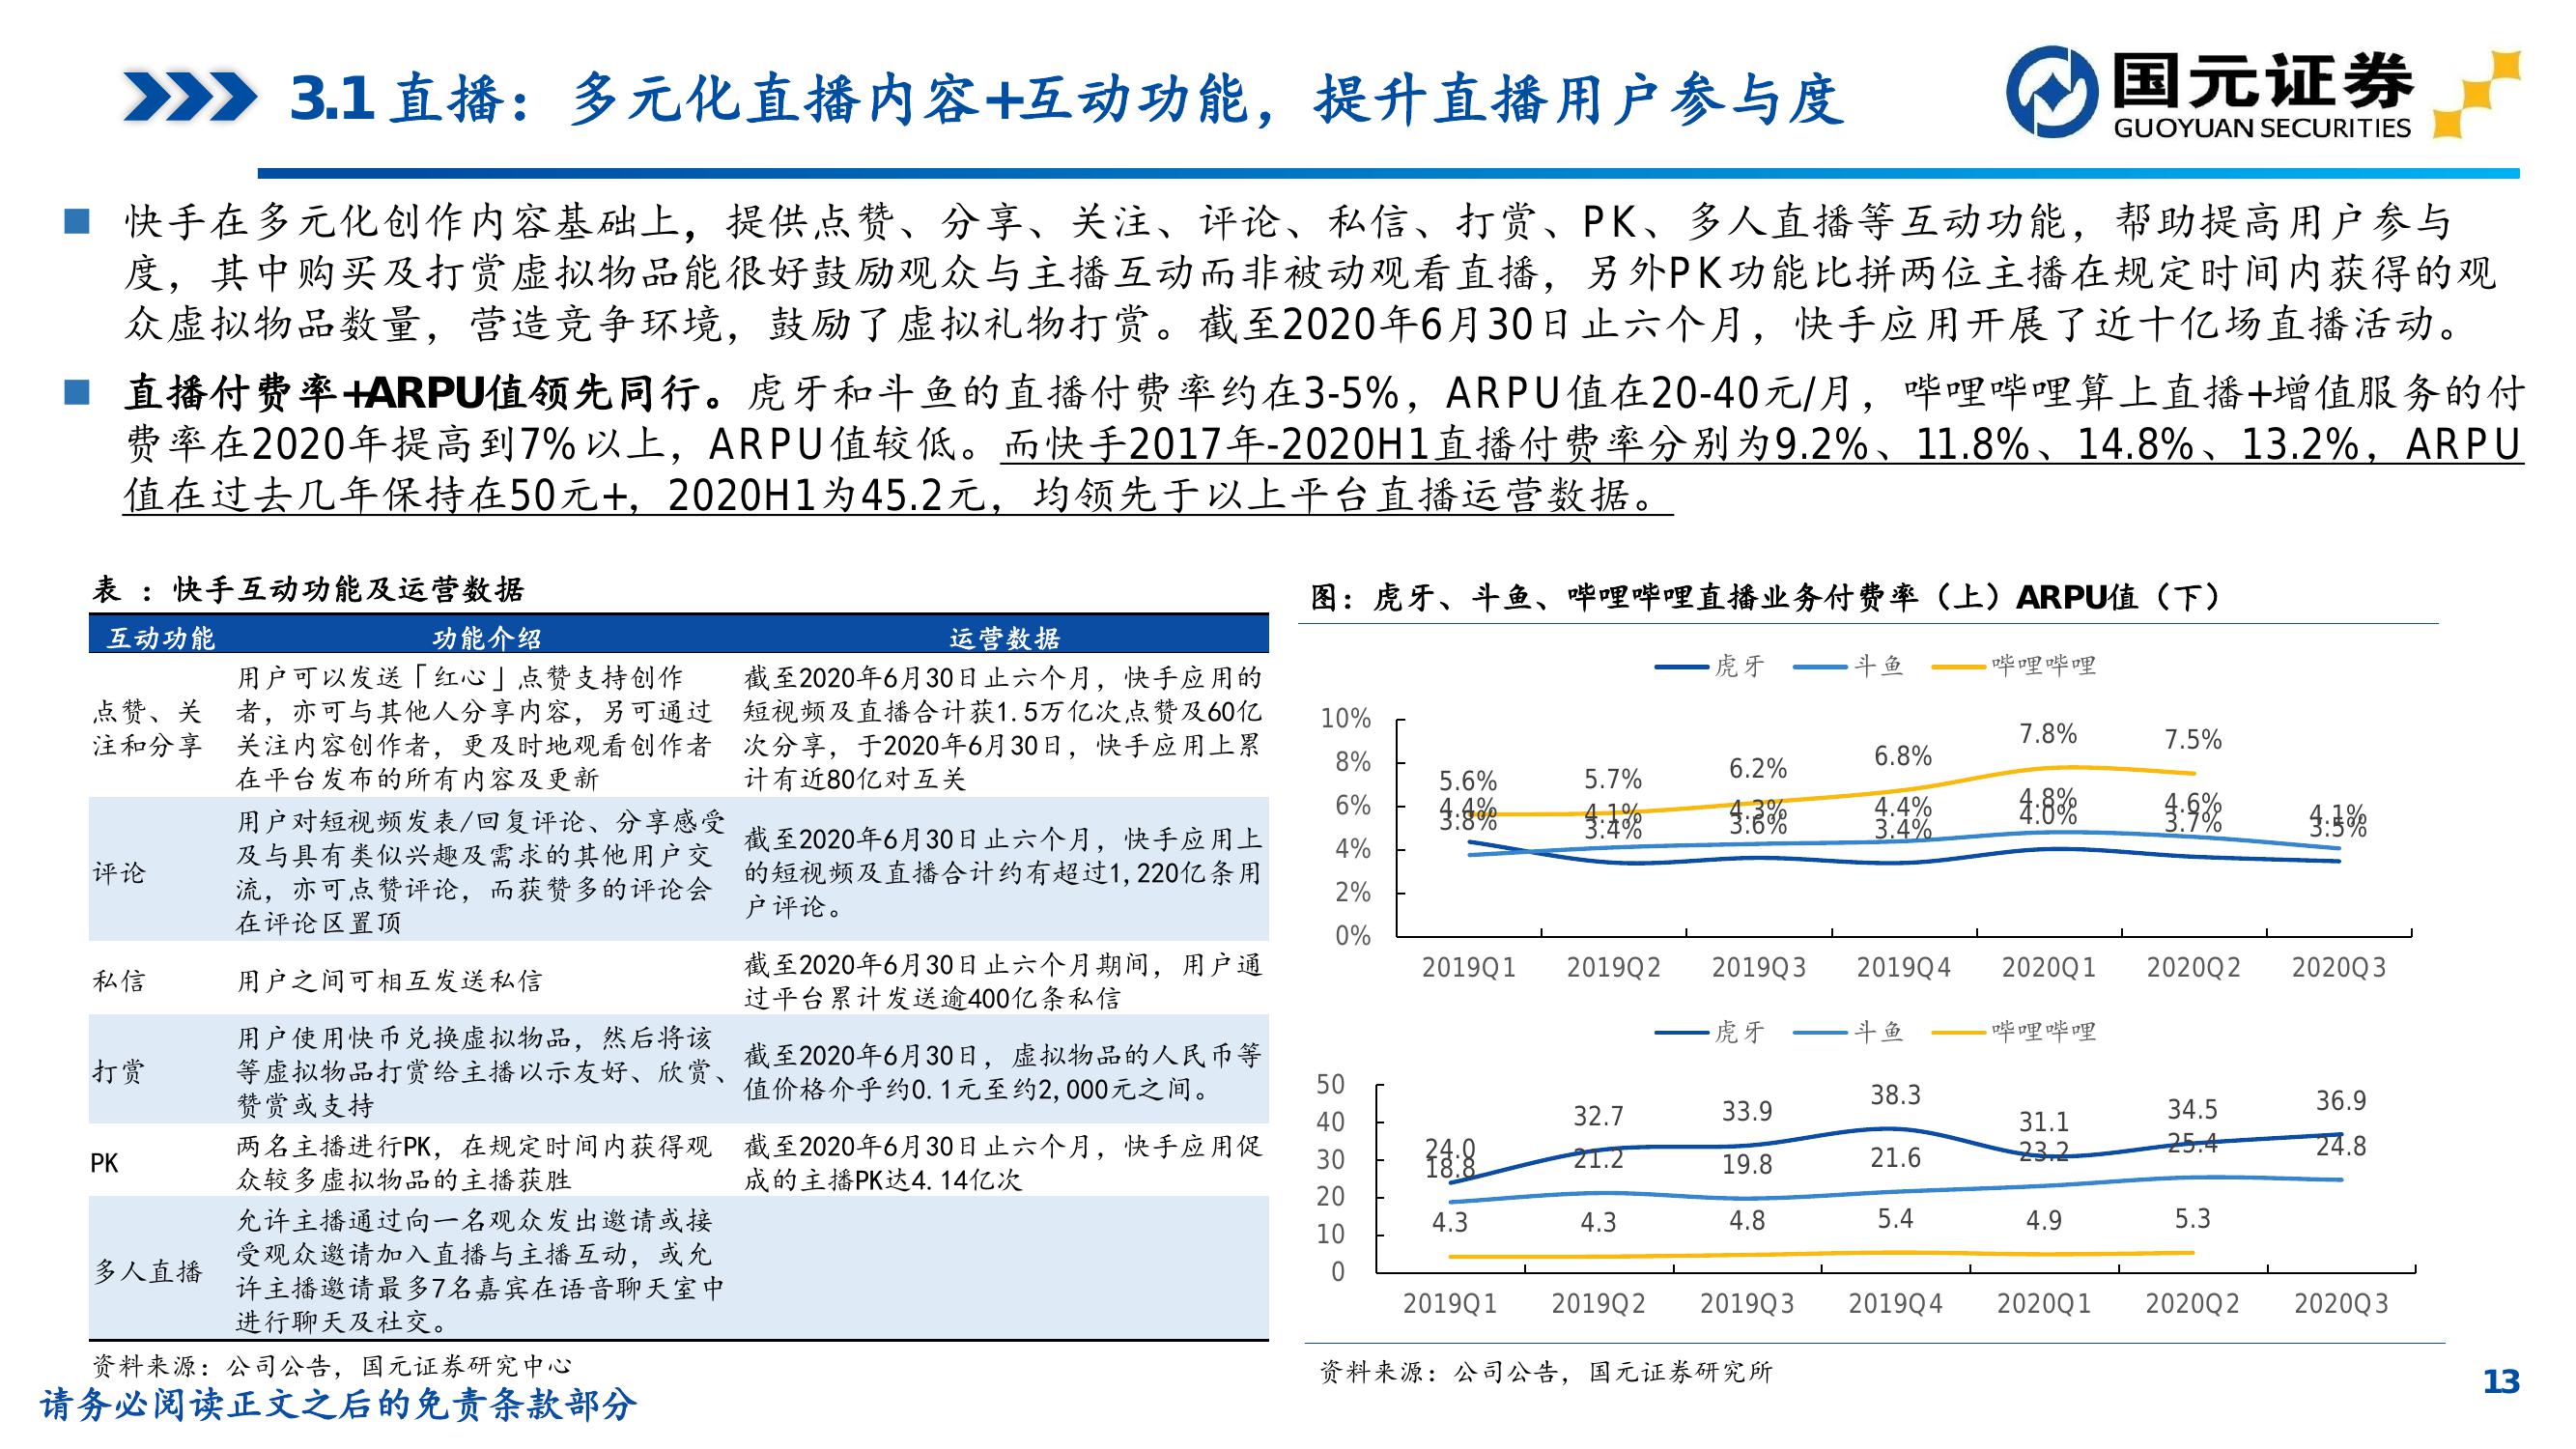 3.1 直播：多元化直播内容+互动功能，提升直播用户参与度
国元证券
GUOYUAN SECURITIES
快手在多元化创作内容基础上，提供点赞、分享、关注、评论、私信、打赏、PK、多人直播等互动功能，帮助提高用户参与
度，其中购买及打赏虚拟物品能很好鼓励观众与主播互动而非被动观看直播，另外PK功能比拼两位主播在规定时间内获得的观
众虚拟物品数量，营造竞争环境，鼓励了虚拟礼物打赏。截至2020年6月30日止六个月，快手应用开展了近十亿场直播活动。
直播付费率+ARPU值领先同行。虎牙和斗鱼的直播付费率约在3-5%，ARPU值在20-40元/月，哔哩哔哩算上直播+增值服务的付
费率在2020年提高到7%以上，ARPU值较低。而快手2017年-2020H1直播付费率分别为9.2%、11.8%、14.8%、13.2%，ARPU
值在过去几年保持在50元+，2020H1为45.2元，均领先于以上平台直播运营数据。
表 ：快手互动功能及运营数据
互动功能 功能介绍 运营数据
点赞、关
注和分享
用户可以发送「红心」点赞支持创作
者，亦可与其他人分享内容，另可通过
关注内容创作者，更及时地观看创作者
在平台发布的所有内容及更新
截至2020年6月30日止六个月，快手应用的
短视频及直播合计获1.5万亿次点赞及60亿
次分享，于2020年6月30日，快手应用上累
计有近80亿对互关
评论
用户对短视频发表/回复评论、分享感受
及与具有类似兴趣及需求的其他用户交
流，亦可点赞评论，而获赞多的评论会
在评论区置顶
截至2020年6月30日止六个月，快手应用上
的短视频及直播合计约有超过1,220亿条用
户评论。
私信
用户之间可相互发送私信
截至2020年6月30日止六个月期间，用户通
过平台累计发送逾400亿条私信
打赏
用户使用快币兑换虚拟物品，然后将该
等虚拟物品打赏给主播以示友好、欣赏、
赞赏或支持
截至2020年6月30日，虚拟物品的人民币等
值价格介乎约0.1元至约2,000元之间。
PK
两名主播进行PK，在规定时间内获得观
众较多虚拟物品的主播获胜
截至2020年6月30日止六个月，快手应用促
成的主播PK达4.14亿次
多人直播
允许主播通过向一名观众发出邀请或接
受观众邀请加入直播与主播互动，或允
许主播邀请最多7名嘉宾在语音聊天室中
进行聊天及社交。
资料来源：公司公告，国元证券研究中心
图：虎牙、斗鱼、哔哩哔哩直播业务付费率（上）ARPU值（下）
虎牙 斗鱼 哔哩哔哩
10%
8%
6%
4%
2%
0%
5.6% 5.7% 6.2% 6.8% 7.8% 7.5%
4.4% 4.1% 4.3% 4.4% 4.8% 4.6% 4.1%
3.8% 3.4% 3.6% 3.4% 4.0% 3.7% 3.5%
2019Q1 2019Q2 2019Q3 2019Q4 2020Q1 2020Q2 2020Q3
虎牙 斗鱼 哔哩哔哩
50
40
30
20
10
0
24.0 32.7 33.9 38.3 31.1 34.5 36.9
18.8 21.2 19.8 21.6 23.2 25.4 24.8
4.3 4.3 4.8 5.4 4.9 5.3
2019Q1 2019Q2 2019Q3 2019Q4 2020Q1 2020Q2 2020Q3
资料来源：公司公告，国元证券研究所
请务必阅读正文之后的免责条款部分
13